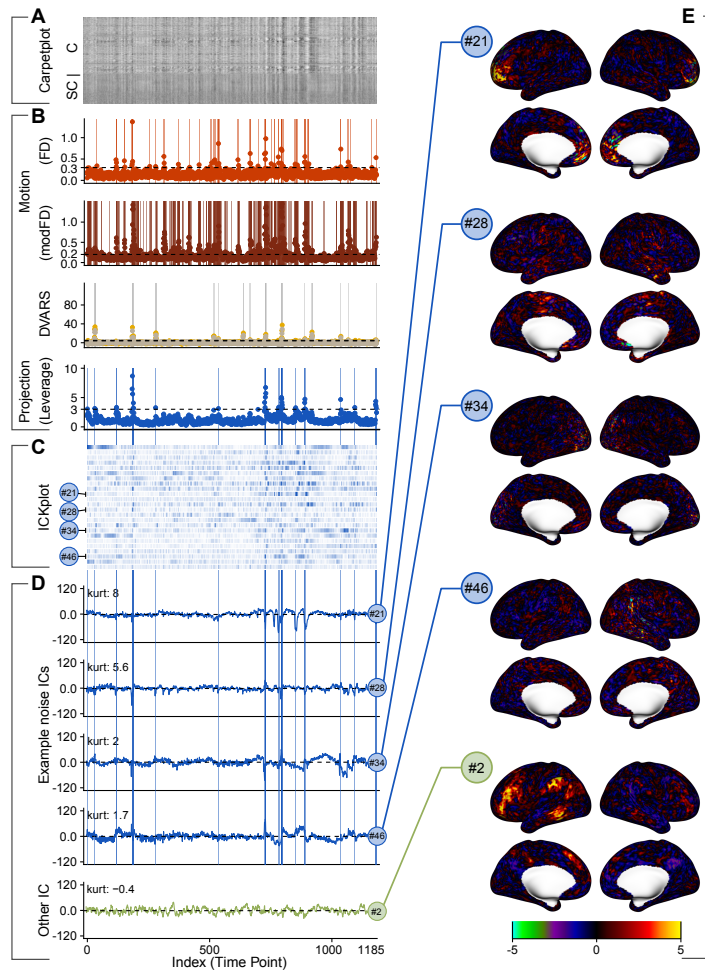 A
Carpetplot
SC | C
B
Motion
(FD)
1.0
0.3
0.0
(modFD)
1.0
0.2
0.0
DVARS
80
40
0
Projection
(Leverage)
10
5
3
0
C
ICKplot
#21
#28
#34
#46
D
Example noise ICs
120
0.0
-120
kurt: 8
#21
120
0.0
-120
kurt: 5.6
#28
120
0.0
-120
kurt: 2
#34
120
0.0
-120
kurt: 1.7
#46
Other IC
120
0.0
-120
kurt: −0.4
#2
0
500
1000
1185
Index (Time Point)
E
#21
#28
#34
#46
#2
-5
0
5